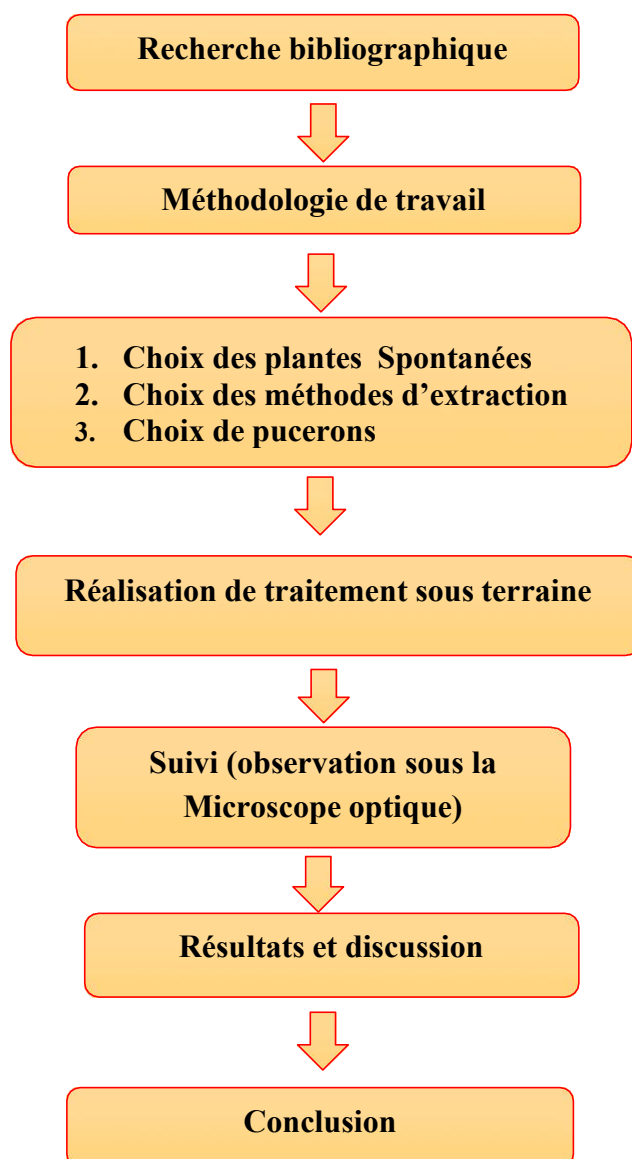 Recherche bibliographique
Méthodologie de travail
1. Choix des plantes Spontanées
2. Choix des méthodes d'extraction
3. Choix de pucerons
Réalisation de traitement sous terraine
Suivi (observation sous la
Microscope optique)
Résultats et discussion
Conclusion